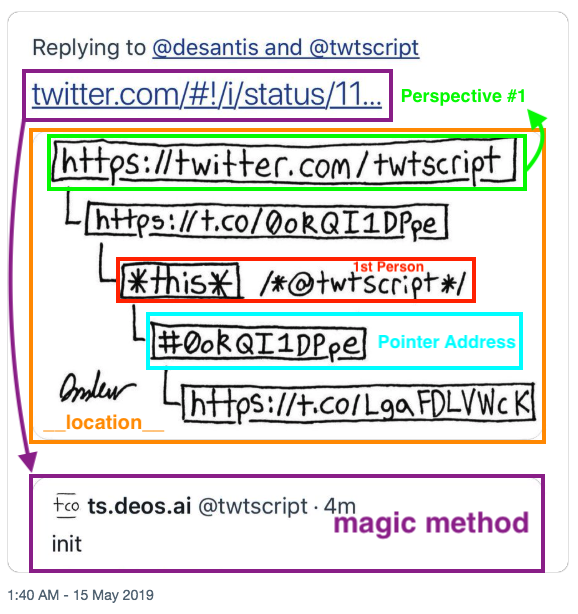 Replying to @desantis and @twtscript
twitter.com/#!/i/status/11...
Perspective #1
https://twitter.com/twtscript
https://t.co/0okQI1DPpe
1st Person
*this* /*@twtscript*/
#0okQI1DPpe
Pointer Address
https://t.co/LgaFDLVWcK
__location__
tco ts.deos.ai @twtscript · 4m
magic method
init
1:40 AM - 15 May 2019